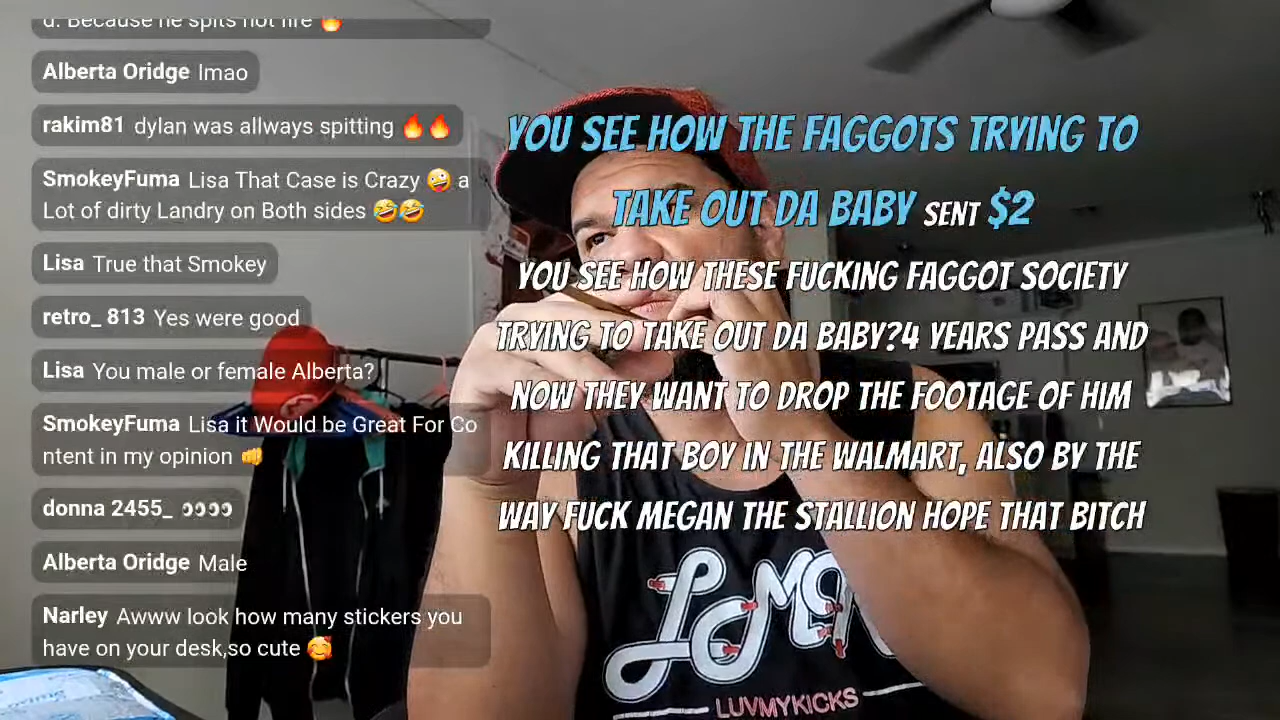 d. Because he spits hot fire 🔥
Alberta Oridge lmao
rakim81 dylan was allways spitting 🔥🔥
SmokeyFuma Lisa That Case is Crazy 🤪 a
Lot of dirty Landry on Both sides 🤣🤣
Lisa True that Smokey
retro_ 813 Yes were good
Lisa You male or female Alberta?
SmokeyFuma Lisa it Would be Great For Co
ntent in my opinion 👊
donna 2455_ 👀👀
Alberta Oridge Male
Narley Awww look how many stickers you
have on your desk,so cute 🥰
YOU SEE HOW THE FAGGOTS TRYING TO
TAKE OUT DA BABY SENT $2
YOU SEE HOW THESE FUCKING FAGGOT SOCIETY
TRYING TO TAKE OUT DA BABY?4 YEARS PASS AND
NOW THEY WANT TO DROP THE FOOTAGE OF HIM
KILLING THAT BOY IN THE WALMART, ALSO BY THE
WAY FUCK MEGAN THE STALLION HOPE THAT BITCH
LUVMYKICKS